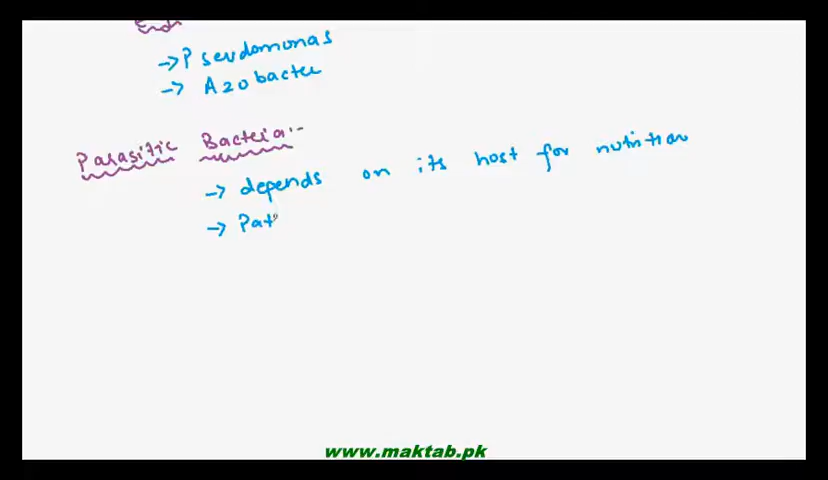 → Pseudomonas
→ Azobacter
Parasitic Bacteria:-
→ depends on its host for nutrition
→ Pat
www.maktab.pk